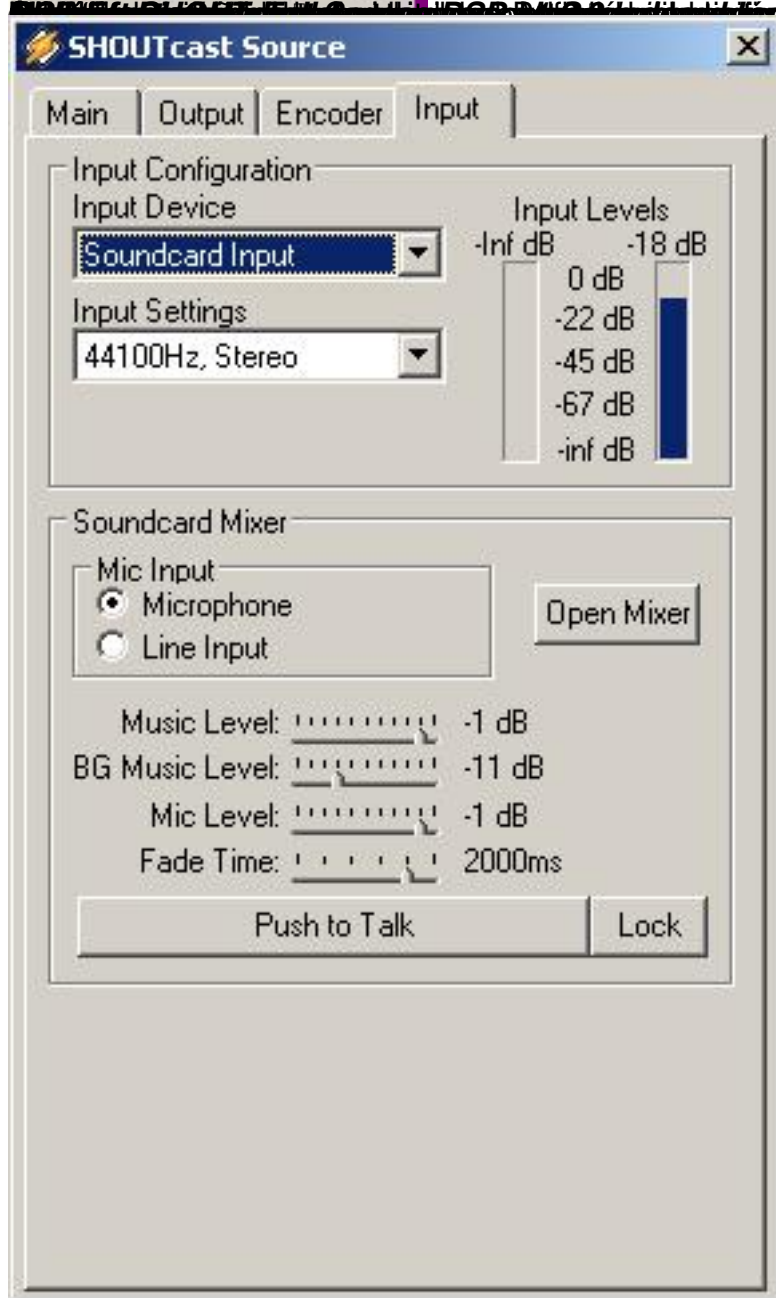 SHOUTcast Source
Main Output Encoder Input
Input Configuration
Input Device
Soundcard Input
Input Settings
44100Hz, Stereo
Input Levels
-Inf dB -18 dB
0 dB
-22 dB
-45 dB
-67 dB
-inf dB
Soundcard Mixer
Mic Input
Microphone
Line Input
Open Mixer
Music Level: -1 dB
BG Music Level: -11 dB
Mic Level: -1 dB
Fade Time: 2000ms
Push to Talk Lock